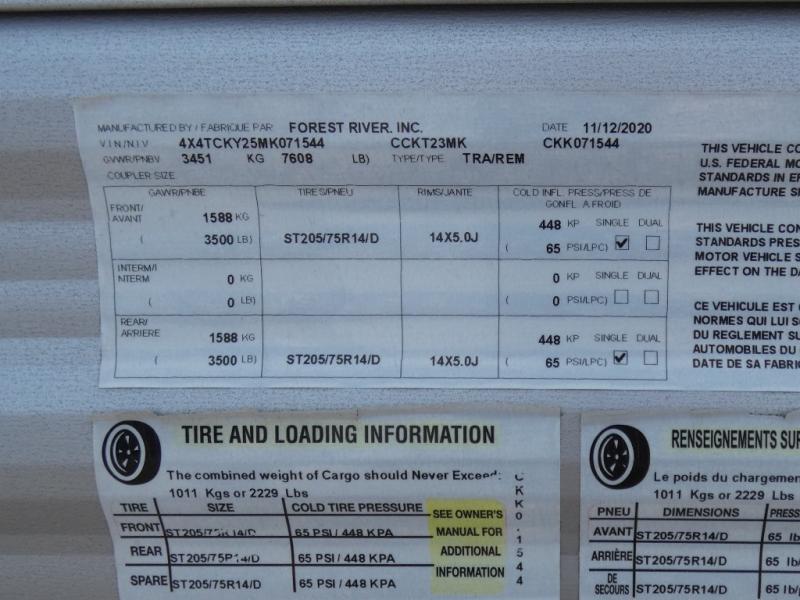 MANUFACTURED BY / FABRIQUE PAR FOREST RIVER, INC. DATE 11/12/2020
VIN/NIV 4X4TCKY25MK071544 CCKT23MK CKK071544
GVWR/PNBV 3451 KG 7608 LB) TYPE/TYPE TRA/REM
COUPLER SIZE
GAWR/PNBE TIRES/PNEU RIMS/JANTE COLD INFL. PRESS/PRESS DE
GONFL. A FROID
FRONT/
AVANT 1588 KG 448 KP SINGLE DUAL
( 3500 LB) ST205/75R14/D 14X5.0J ( 65 PSI/LPC)
INTERM/I
NTERM 0 KG 0 KP SINGLE DUAL
( 0 LB) ( 0 PSI/LPC)
REAR/
ARRIERE 1588 KG 448 KP SINGLE DUAL
( 3500 LB) ST205/75R14/D 14X5.0J ( 65 PSI/LPC)
THIS VEHICLE
U.S. FEDERAL
STANDARDS IN
MANUFACTURE
THIS VEHICLE
STANDARDS
MOTOR VEHICLE
EFFECT ON THE
CE VEHICULE EST
NORMES QUI LUI
DU REGLEMENT
AUTOMOBILES DU
DATE DE SA
TIRE AND LOADING INFORMATION
The combined weight of Cargo should Never Exceed:
1011 Kgs or 2229 Lbs
TIRE SIZE COLD TIRE PRESSURE
FRONT ST205/75R14/D 65 PSI / 448 KPA
REAR ST205/75R14/D 65 PSI / 448 KPA
SPARE ST205/75R14/D 65 PSI / 448 KPA
SEE OWNER'S
MANUAL FOR
ADDITIONAL
INFORMATION
RENSEIGNEMENTS
Le poids du
1011 Kgs or 2229 Lbs
PNEU DIMENSIONS
AVANT ST205/75R14/D 65
ARRIÈRE ST205/75R14/D 65
DE
SECOURS ST205/75R14/D 65